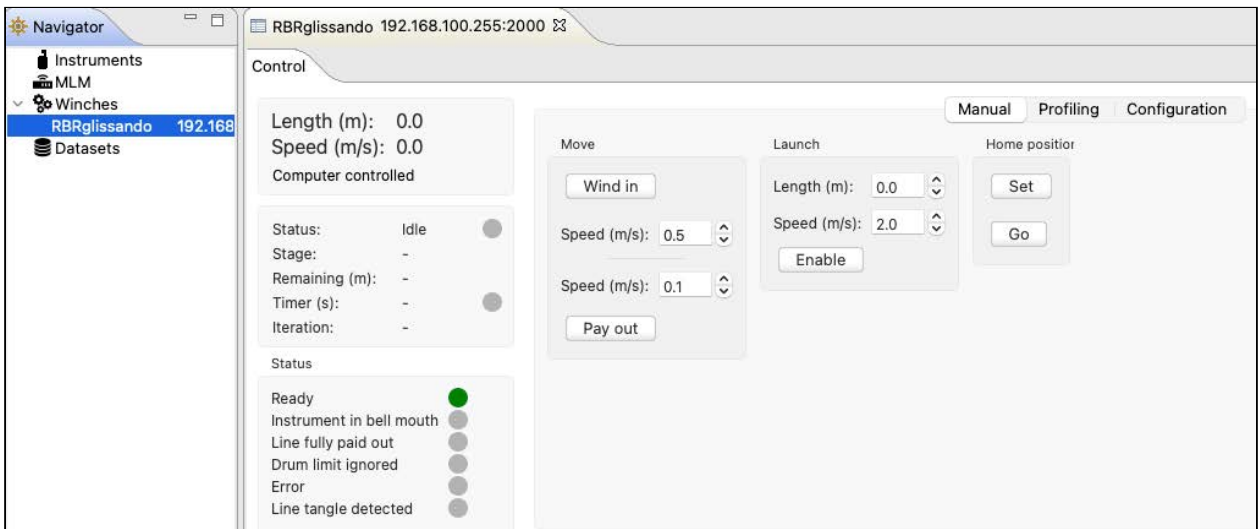 Navigator
Instruments
MLM
Winches
RBRglissando 192.168
Datasets
RBRglissando 192.168.100.255:2000
Control
Length (m): 0.0
Speed (m/s): 0.0
Computer controlled
Status: Idle
Stage: -
Remaining (m): -
Timer (s): -
Iteration: -
Status
Ready
Instrument in bell mouth
Line fully paid out
Drum limit ignored
Error
Line tangle detected
Manual Profiling Configuration
Move
Wind in
Speed (m/s): 0.5
Speed (m/s): 0.1
Pay out
Launch
Length (m): 0.0
Speed (m/s): 2.0
Enable
Home position
Set
Go